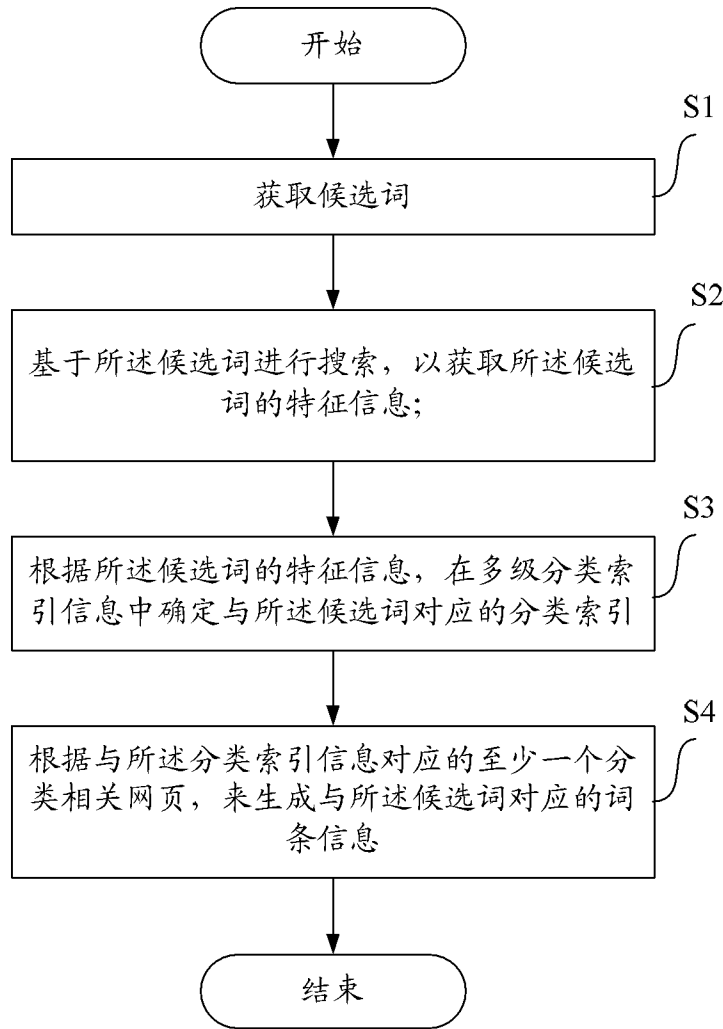 开始
S1
获取候选词
S2
基于所述候选词进行搜索，以获取所述候选
词的特征信息；
S3
根据所述候选词的特征信息，在多级分类索
引信息中确定与所述候选词对应的分类索引
S4
根据与所述分类索引信息对应的至少一个分
类相关网页，来生成与所述候选词对应的词
条信息
结束